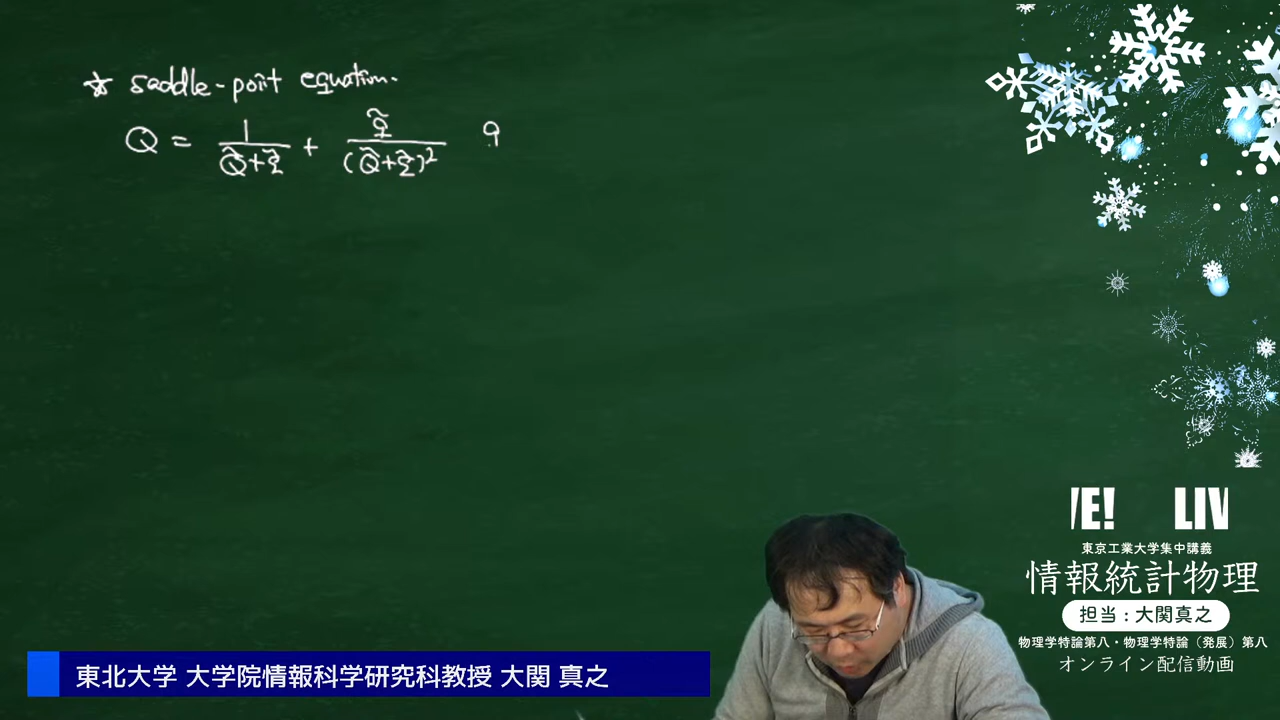 ☆ saddle-point equation.
Q = 1/(Q̃+q̃) + q̃/(Q̃+q̃)² q
/E! LIV
東京工業大学集中講義
情報統計物理
担当：大関真之
物理学特論第八・物理学特論（発展）第八
オンライン配信動画
東北大学 大学院情報科学研究科教授 大関 真之